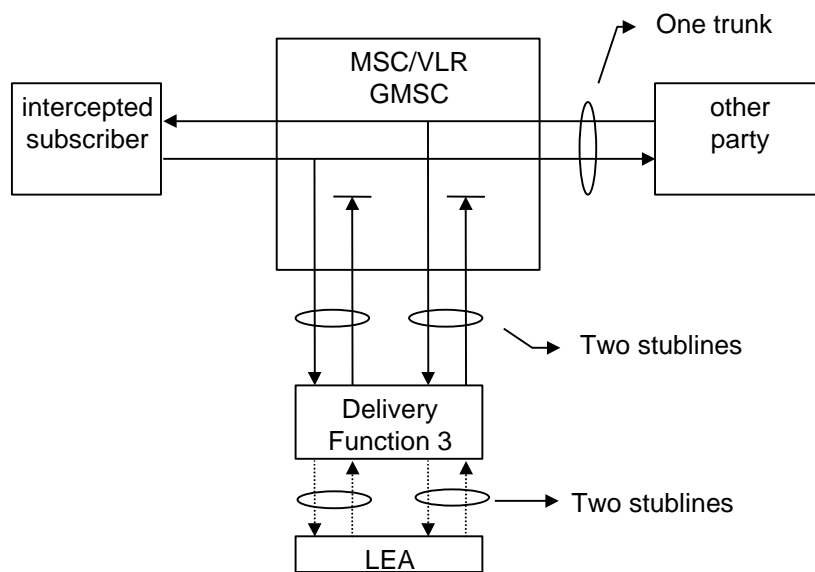 One trunk
MSC/VLR
GMSC
intercepted
subscriber
other
party
Two stublines
Delivery
Function 3
Two stublines
LEA